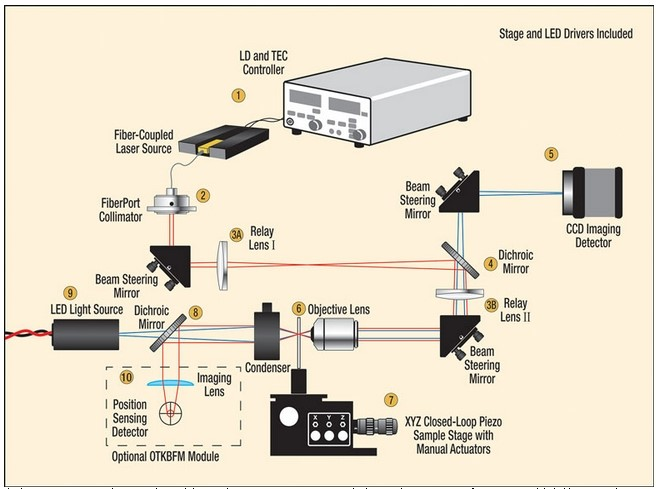 Stage and LED Drivers Included
LD and TEC
Controller
1
Fiber-Coupled
Laser Source
5
2
FiberPort
Collimator
Beam
Steering
Mirror
CCD Imaging
Detector
3A
Relay
Lens I
4
Dichroic
Mirror
Beam Steering
Mirror
9
LED Light Source
Dichroic
Mirror
8
6
Objective Lens
3B
Relay
Lens II
Condenser
Beam
Steering
Mirror
10
Imaging
Lens
Position
Sensing
Detector
X Y Z
7
XYZ Closed-Loop Piezo
Sample Stage with
Manual Actuators
Optional OTKBFM Module